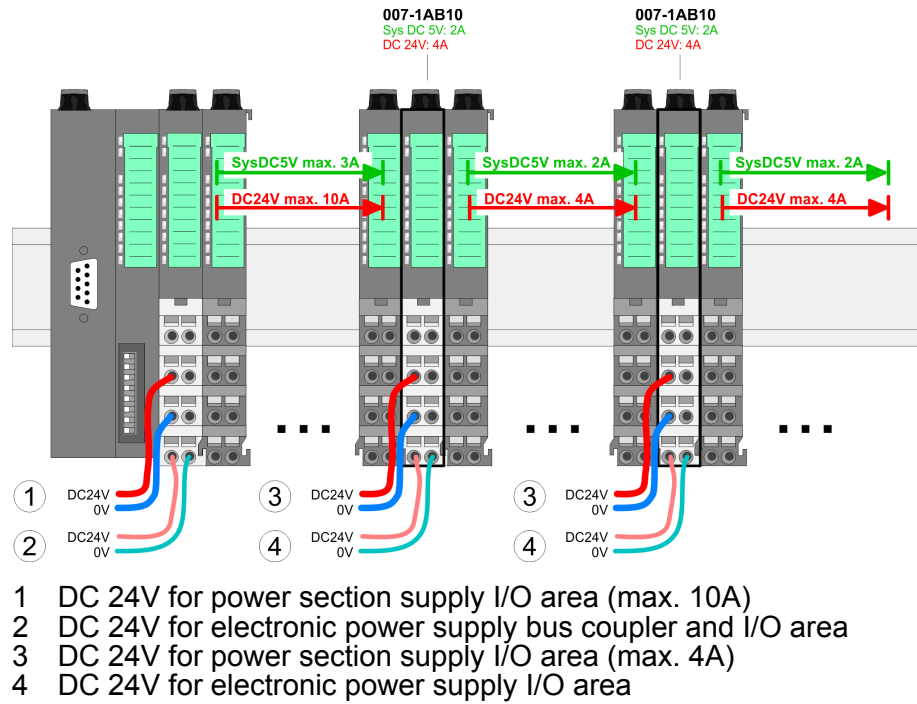 007-1AB10
Sys DC 5V: 2A
DC 24V: 4A
007-1AB10
Sys DC 5V: 2A
DC 24V: 4A
SysDC5V max. 3A
SysDC5V max. 2A
SysDC5V max. 2A
DC24V max. 10A
DC24V max. 4A
DC24V max. 4A
1 DC24V
0V
2 DC24V
0V
3 DC24V
0V
4 DC24V
0V
3 DC24V
0V
4 DC24V
0V
1 DC 24V for power section supply I/O area (max. 10A)
2 DC 24V for electronic power supply bus coupler and I/O area
3 DC 24V for power section supply I/O area (max. 4A)
4 DC 24V for electronic power supply I/O area